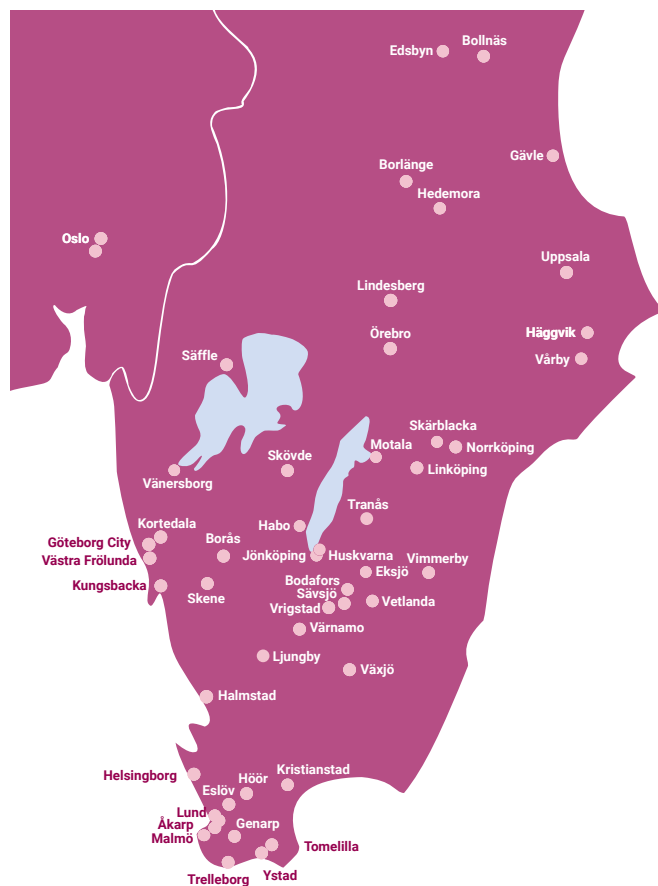 Bollnäs
Edsbyn
Gävle
Borlänge
Hedemora
Oslo
Uppsala
Lindesberg
Häggvik
Örebro
Säffle
Vårby
Skärblacka
Motala
Norrköping
Skövde
Linköping
Vänersborg
Tranås
Kortedala
Habo
Göteborg City
Borås
Västra Frölunda
Jönköping
Huskvarna
Vimmerby
Eksjö
Kungsbacka
Bodafors
Sävsjö
Skene
Vrigstad
Vetlanda
Värnamo
Ljungby
Växjö
Halmstad
Helsingborg
Kristianstad
Höör
Eslöv
Lund
Åkarp
Genarp
Malmö
Tomelilla
Ystad
Trelleborg